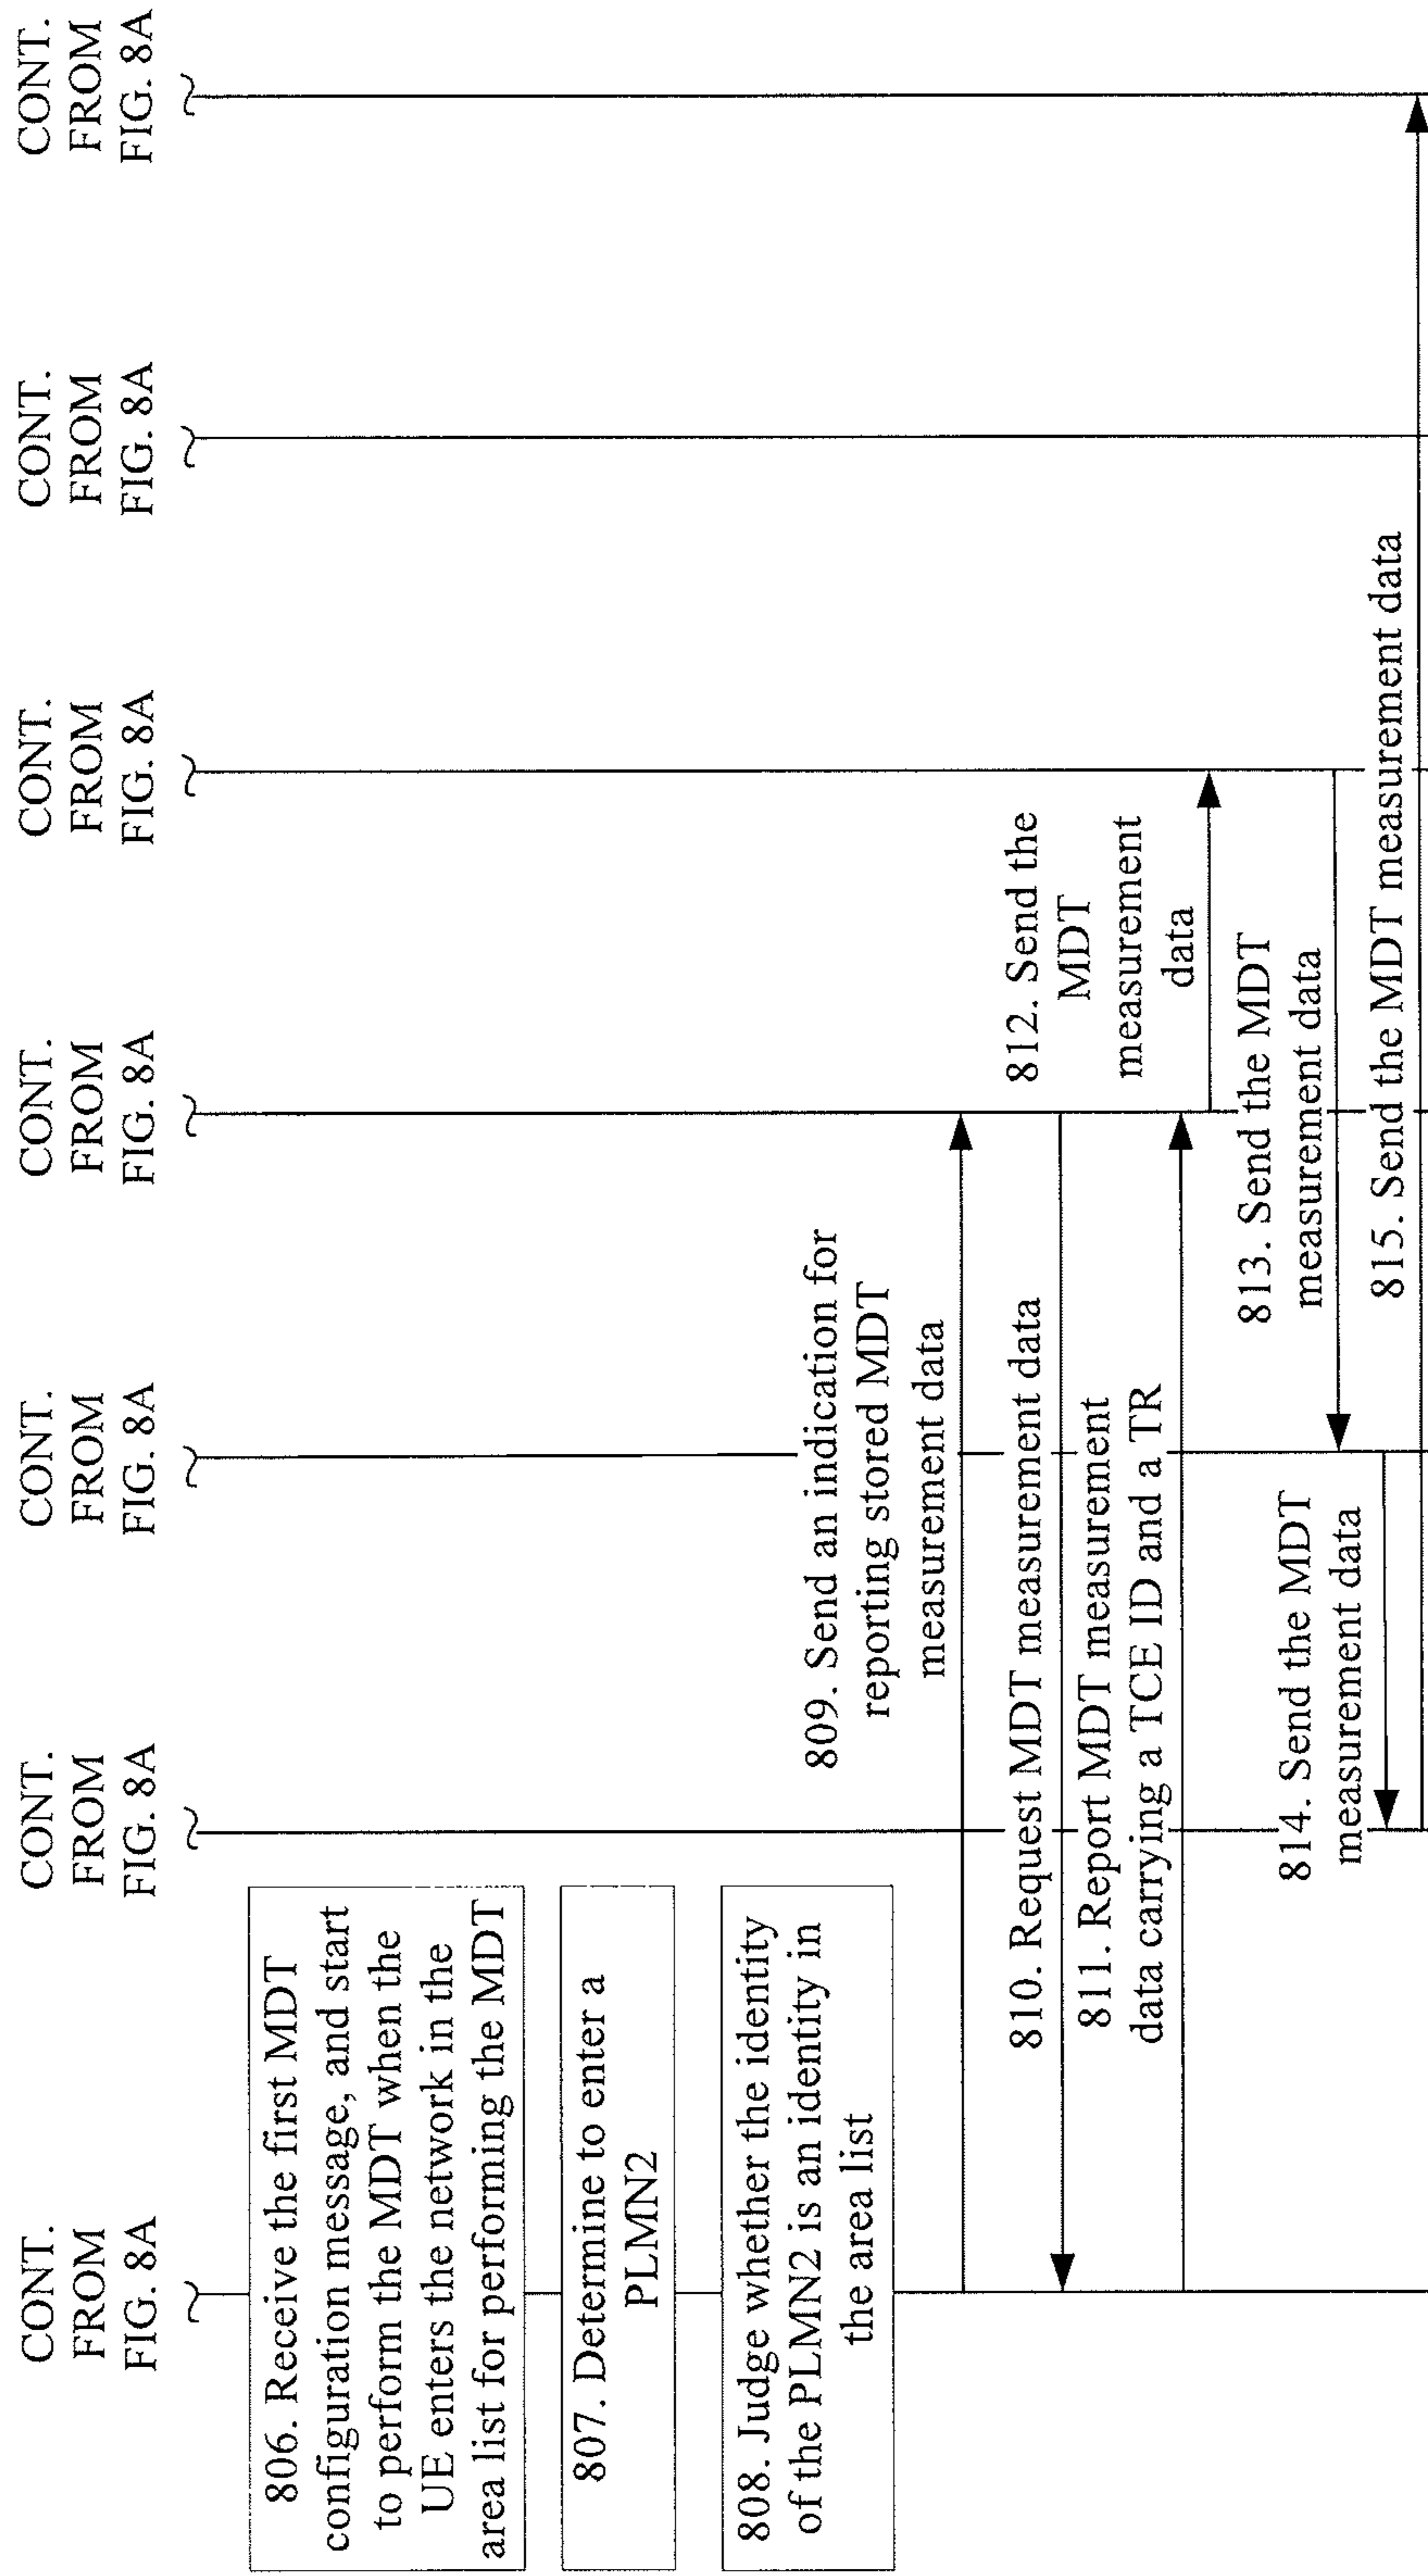 CONT.
FROM
FIG. 8A
CONT.
FROM
FIG. 8A
CONT.
FROM
FIG. 8A
CONT.
FROM
FIG. 8A
CONT.
FROM
FIG. 8A
CONT.
FROM
FIG. 8A
CONT.
FROM
FIG. 8A
806. Receive the first MDT
configuration message, and start
to perform the MDT when the
UE enters the network in the
area list for performing the MDT
807. Determine to enter a
PLMN2
808. Judge whether the identity
of the PLMN2 is an identity in
the area list
809. Send an indication for
reporting stored MDT
measurement data
810. Request MDT measurement data
811. Report MDT measurement
data carrying a TCE ID and a TR
812. Send the
MDT
measurement
data
813. Send the MDT
measurement data
814. Send the MDT
measurement data
815. Send the MDT measurement data